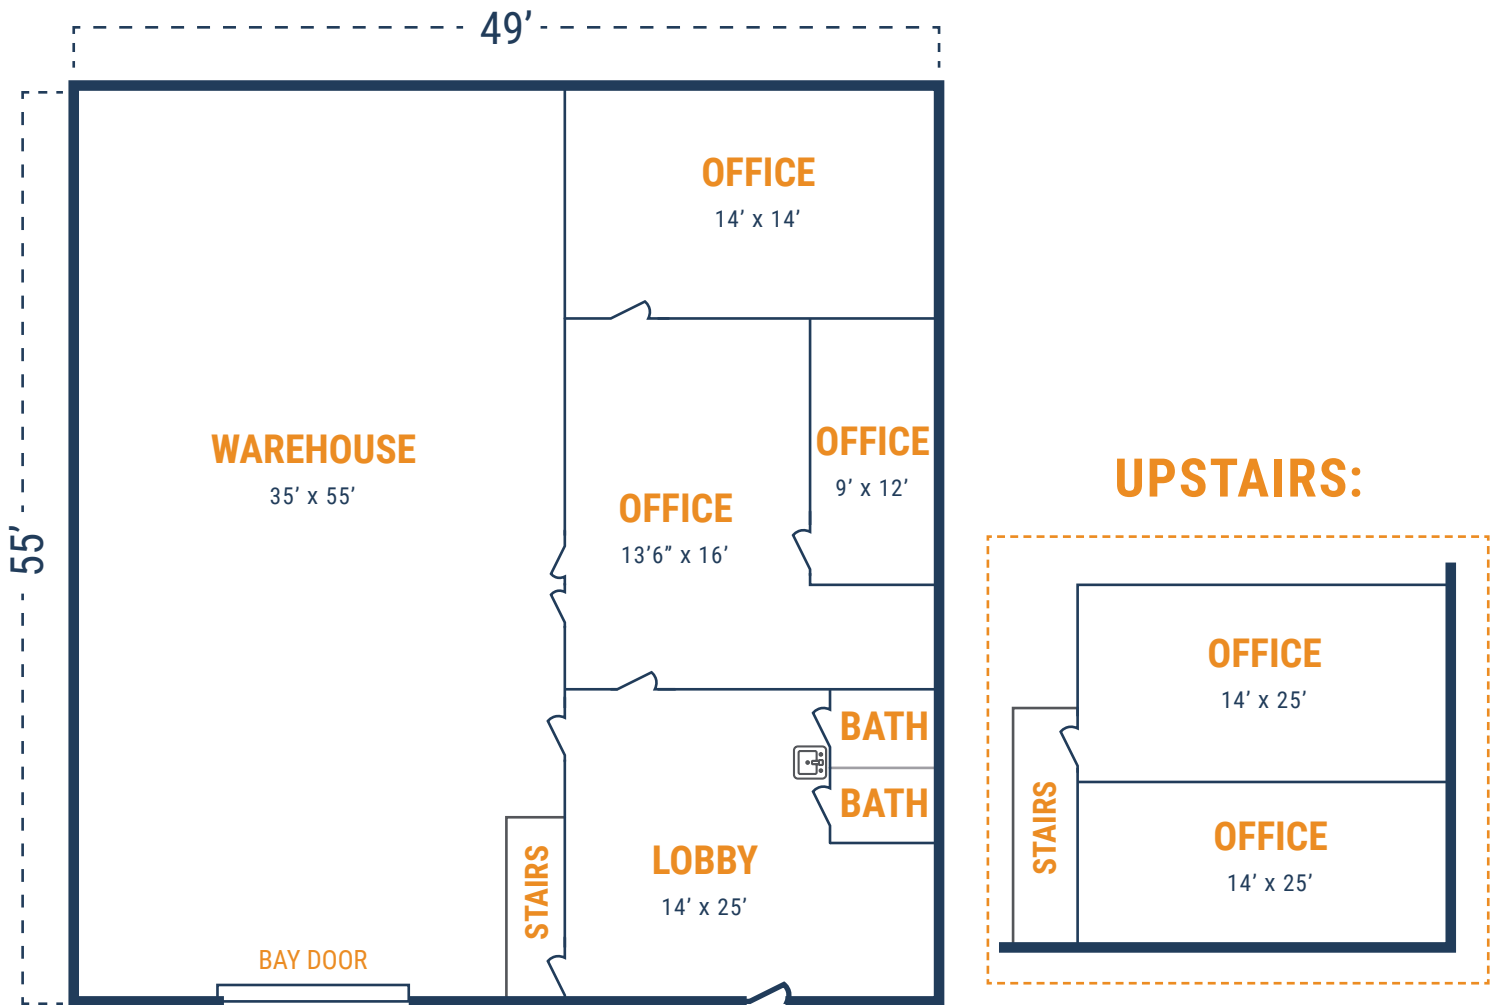 49’
OFFICE
14’ x 14’
WAREHOUSE
35’ x 55’
OFFICE
9’ x 12’
OFFICE
13’6” x 16’
55’
BATH
BATH
LOBBY
14’ x 25’
STAIRS
BAY DOOR
UPSTAIRS:
OFFICE
14’ x 25’
STAIRS
OFFICE
14’ x 25’